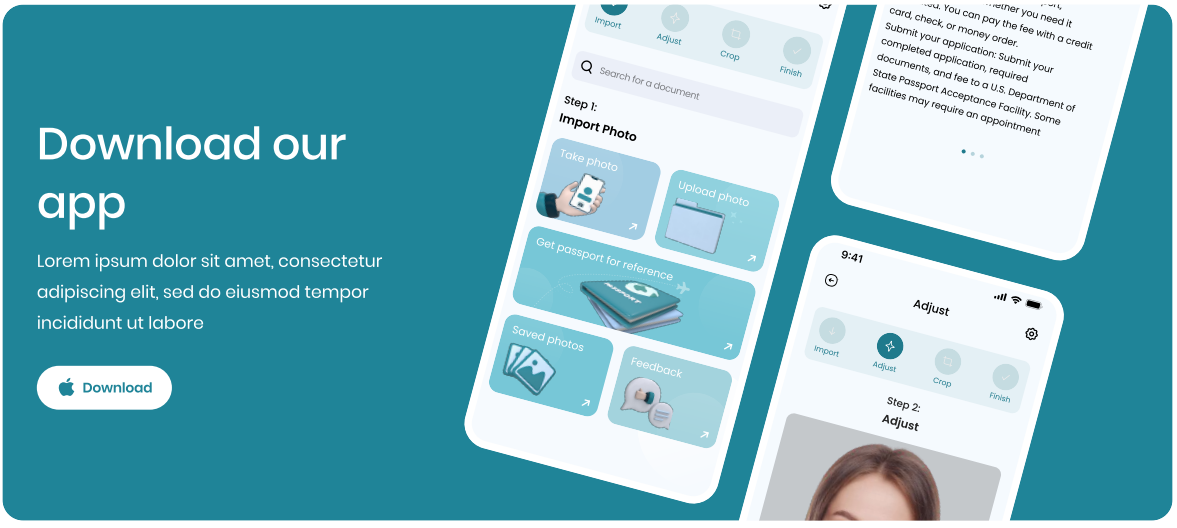 Download our
app
Lorem ipsum dolor sit amet, consectetur
adipiscing elit, sed do eiusmod tempor
incididunt ut labore
Download
Import
Adjust
Crop
Finish
Search for a document
Step 1:
Import Photo
Take photo
Upload photo
Get passport for reference
PASSPORT
Saved photos
Feedback
you need it
You can pay the fee with a credit
card, check, or money order.
Submit your application: Submit your
completed application, required
documents, and fee to a U.S. Department of
State Passport Acceptance Facility. Some
facilities may require an appointment
9:41
Adjust
Import
Adjust
Crop
Finish
Step 2:
Adjust